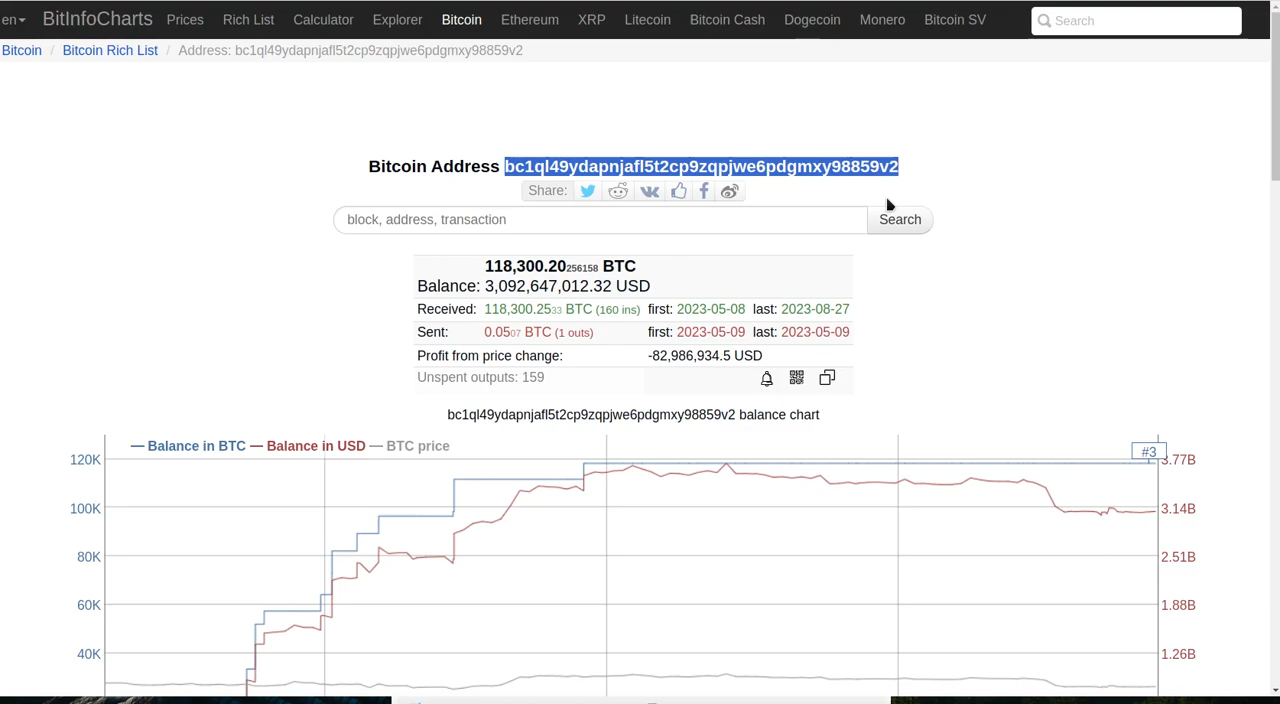 en BitInfoCharts Prices Rich List Calculator Explorer Bitcoin Ethereum XRP Litecoin Bitcoin Cash Dogecoin Monero Bitcoin SV Search
Bitcoin / Bitcoin Rich List / Address: bc1ql49ydapnjafl5t2cp9zqpjwe6pdgmxy98859v2
Bitcoin Address bc1ql49ydapnjafl5t2cp9zqpjwe6pdgmxy98859v2
Share:
block, address, transaction Search
118,300.20256158 BTC
Balance: 3,092,647,012.32 USD
Received: 118,300.2533 BTC (160 ins) first: 2023-05-08 last: 2023-08-27
Sent: 0.0507 BTC (1 outs) first: 2023-05-09 last: 2023-05-09
Profit from price change: -82,986,934.5 USD
Unspent outputs: 159
bc1ql49ydapnjafl5t2cp9zqpjwe6pdgmxy98859v2 balance chart
Balance in BTC Balance in USD BTC price #3
120K 3.77B
100K 3.14B
80K 2.51B
60K 1.88B
40K 1.26B